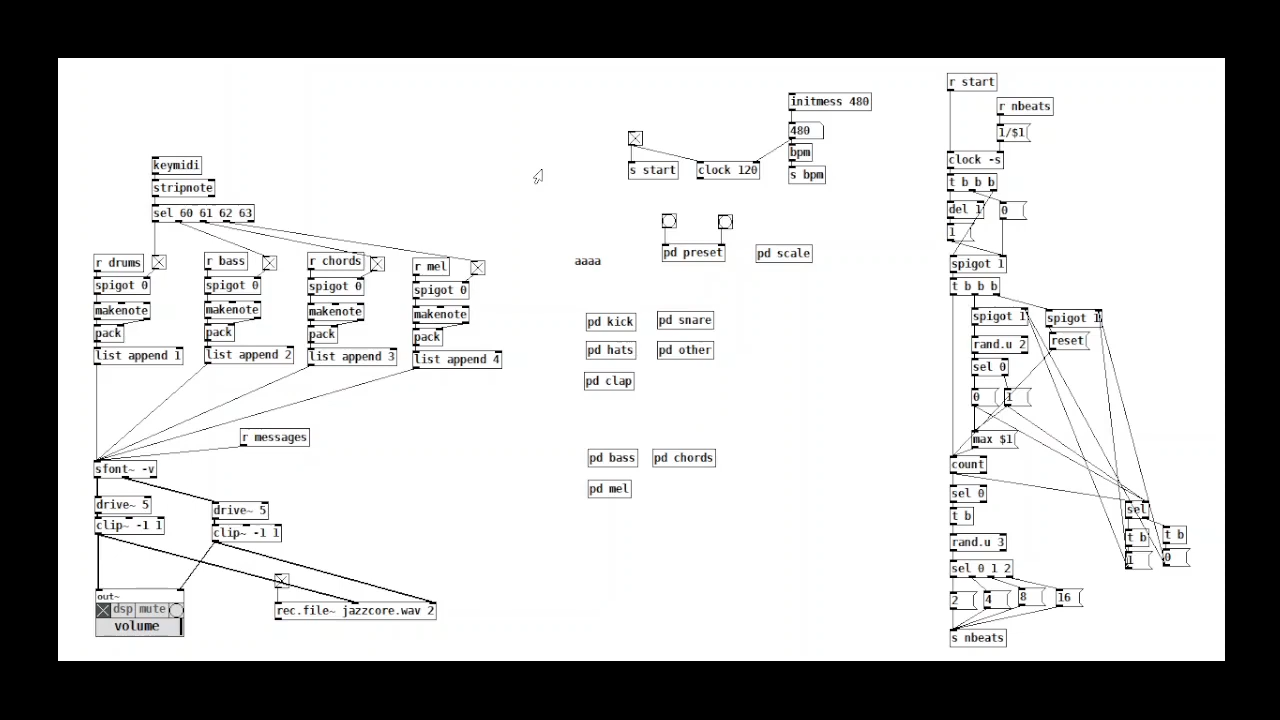 keymidi
stripnote
sel 60 61 62 63
r drums
spigot 0
makenote
pack
list append 1
r bass
spigot 0
makenote
pack
list append 2
r chords
spigot 0
makenote
pack
list append 3
r mel
spigot 0
makenote
pack
list append 4
r messages
sfont~ -v
drive~ 5
clip~ -1 1
drive~ 5
clip~ -1 1
out~
dsp mute
volume
rec.file~ jazzcore.wav 2
initmess 480
480
bpm
s bpm
s start
clock 120
pd preset
pd scale
aaaa
pd kick
pd snare
pd hats
pd other
pd clap
pd bass
pd chords
pd mel
r start
r nbeats
1/$1
clock -s
t b b b
del 1
0
1
spigot 1
t b b b
spigot 1
spigot 1
rand.u 2
reset
sel 0
0
1
max $1
count
sel 0
sel
t b
t b
t b
1
0
rand.u 3
sel 0 1 2
2
4
8
16
s nbeats